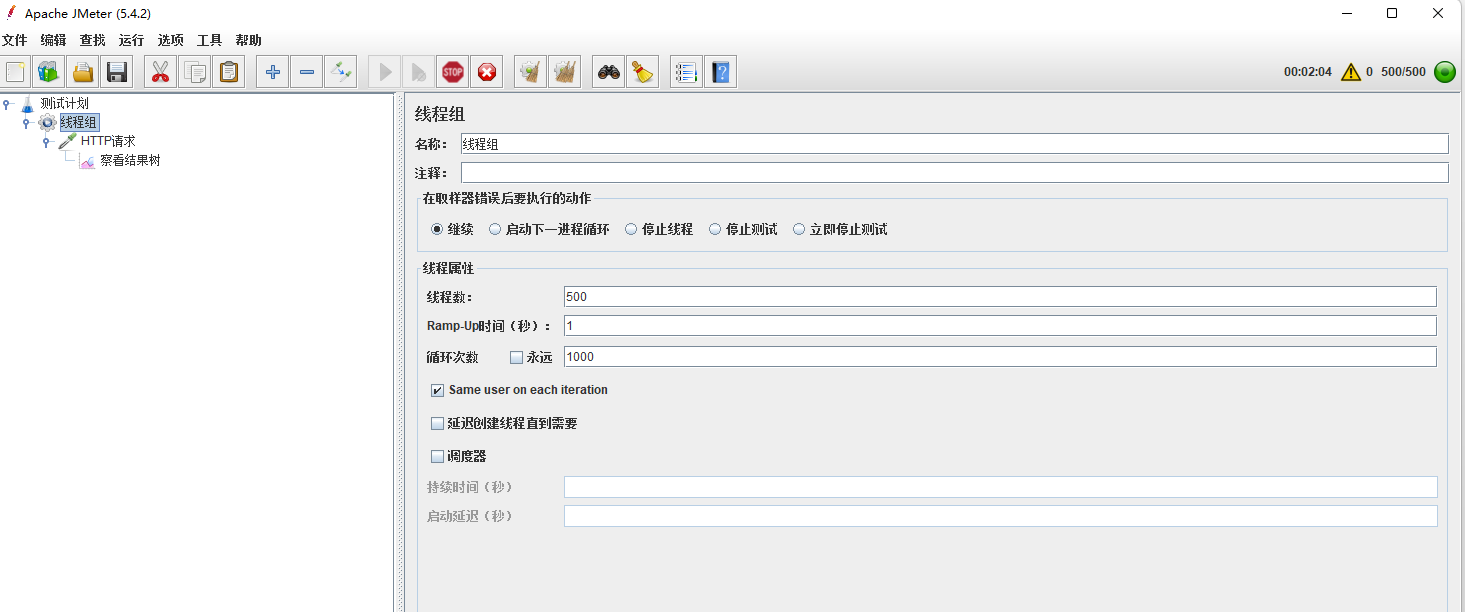 Apache JMeter (5.4.2)
文件 编辑 查找 运行 选项 工具 帮助
STOP 00:02:04 0 500/500
测试计划
线程组
HTTP请求
察看结果树
线程组
名称： 线程组
注释：
在取样器错误后要执行的动作
继续 启动下一进程循环 停止线程 停止测试 立即停止测试
线程属性
线程数： 500
Ramp-Up时间（秒）： 1
循环次数 永远 1000
Same user on each iteration
延迟创建线程直到需要
调度器
持续时间（秒）
启动延迟（秒）